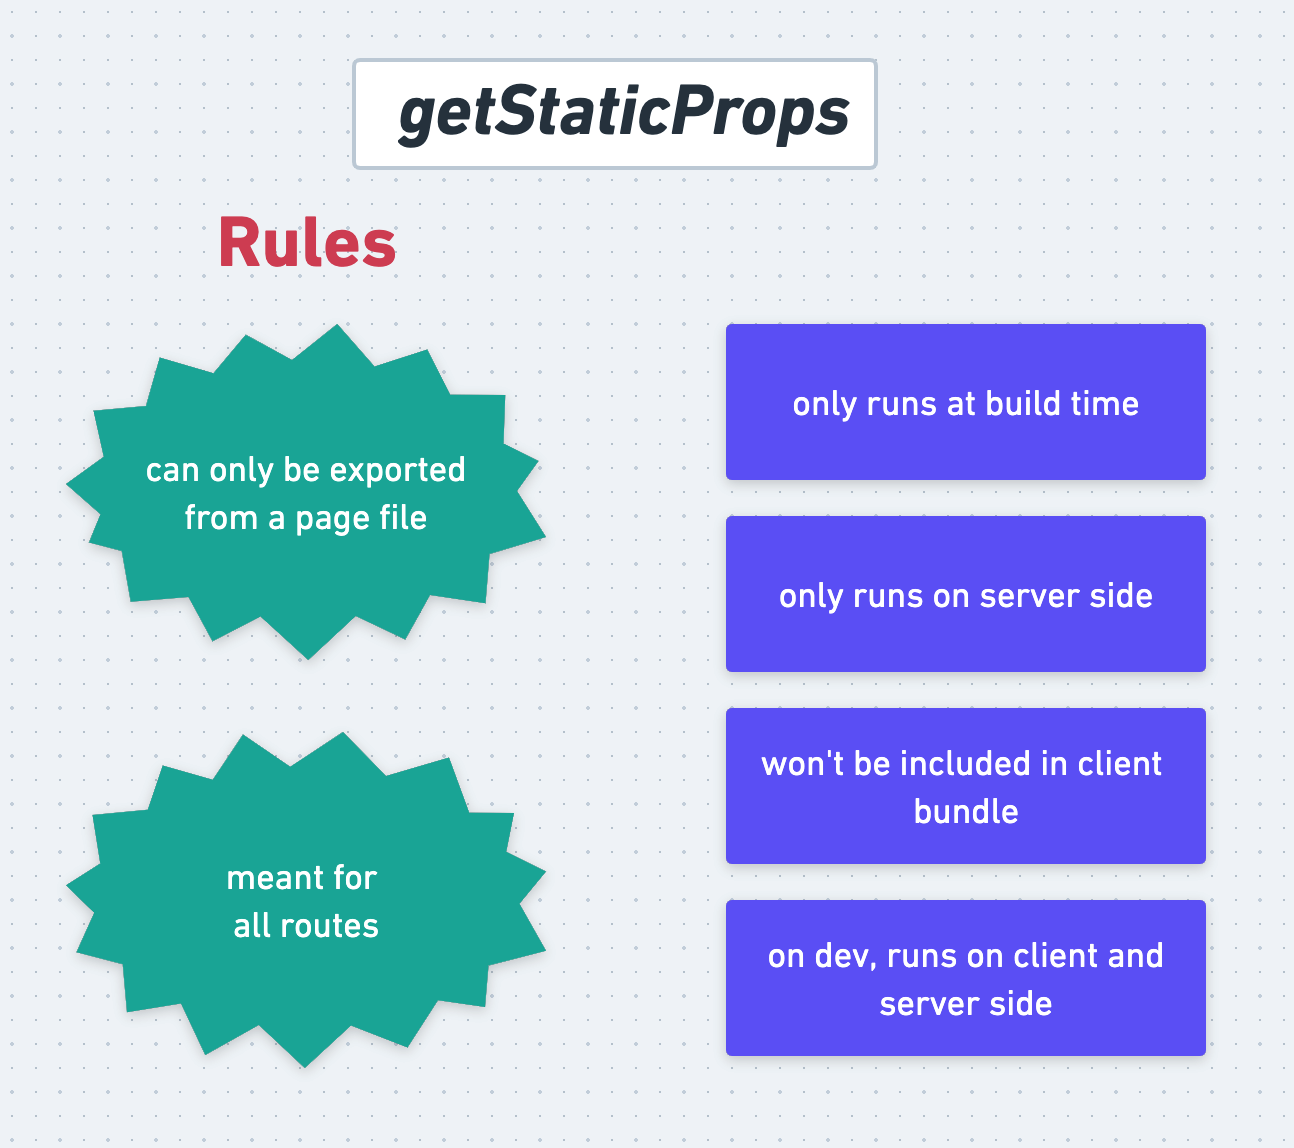 getStaticProps
Rules
can only be exported
from a page file
meant for
all routes
only runs at build time
only runs on server side
won't be included in client
bundle
on dev, runs on client and
server side